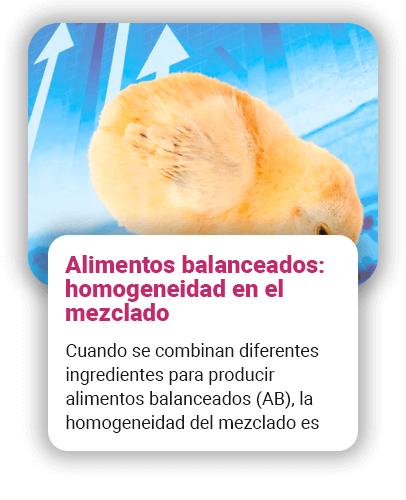 Alimentos balanceados:
homogeneidad en el
mezclado
Cuando se combinan diferentes
ingredientes para producir
alimentos balanceados (AB), la
homogeneidad del mezclado es